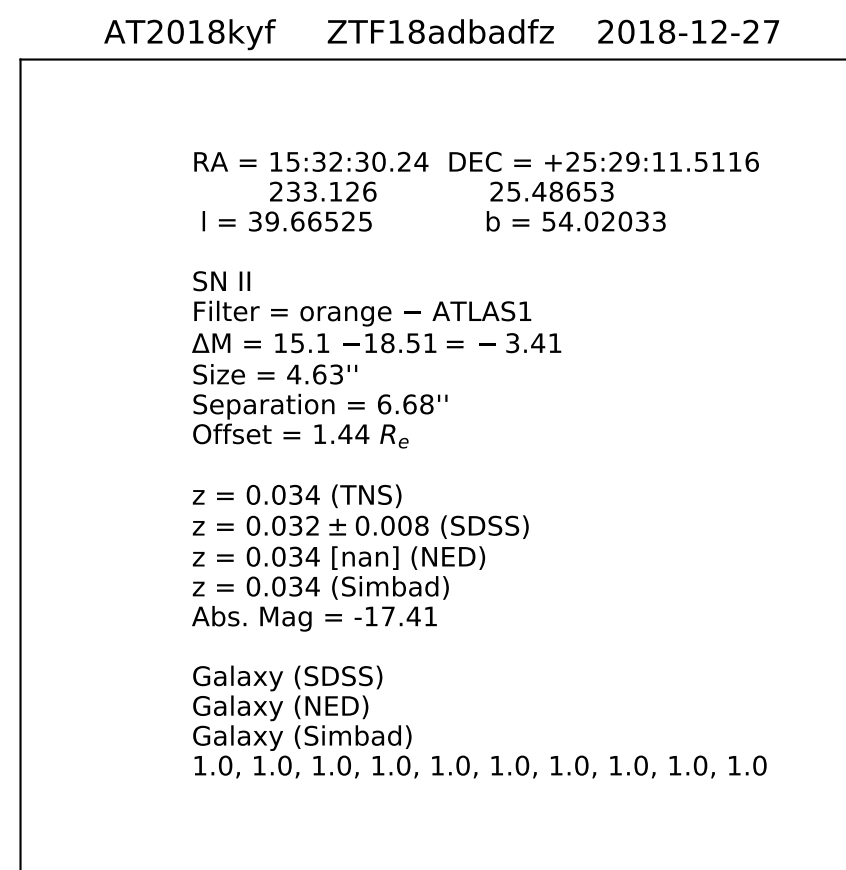 AT2018kyf ZTF18adbadfz 2018-12-27
RA = 15:32:30.24 DEC = +25:29:11.5116
233.126 25.48653
l = 39.66525 b = 54.02033
SN II
Filter = orange − ATLAS1
ΔM = 15.1 −18.51 = − 3.41
Size = 4.63''
Separation = 6.68''
Offset = 1.44 Rₑ
z = 0.034 (TNS)
z = 0.032 ± 0.008 (SDSS)
z = 0.034 [nan] (NED)
z = 0.034 (Simbad)
Abs. Mag = -17.41
Galaxy (SDSS)
Galaxy (NED)
Galaxy (Simbad)
1.0, 1.0, 1.0, 1.0, 1.0, 1.0, 1.0, 1.0, 1.0, 1.0